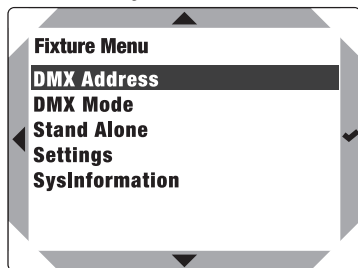 Fixture Menu
DMX Address
DMX Mode
Stand Alone
Settings
SysInformation